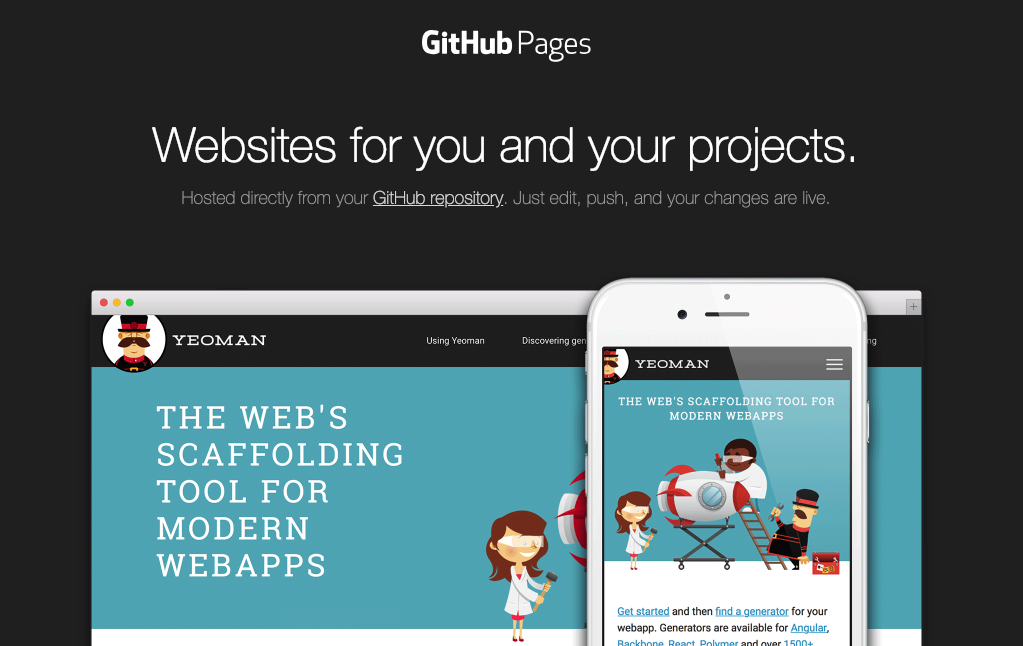 GitHub Pages
Websites for you and your projects.
Hosted directly from your GitHub repository. Just edit, push, and your changes are live.
YEOMAN
Using Yeoman
Discovering gen
ng
THE WEB'S
SCAFFOLDING
TOOL FOR
MODERN
WEBAPPS
YEOMAN
THE WEB'S SCAFFOLDING TOOL FOR
MODERN WEBAPPS
Get started and then find a generator for your
webapp. Generators are available for Angular,
Backbone, React, Polymer and over 1500+